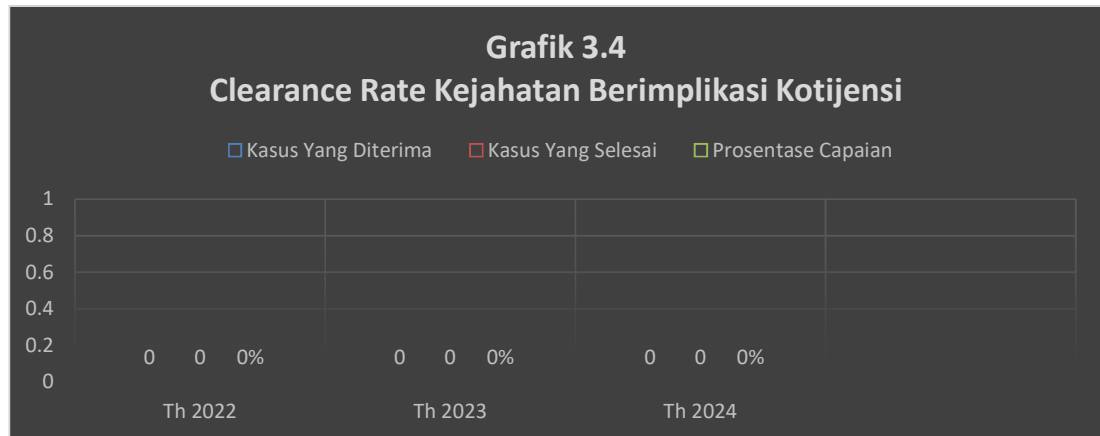 Grafik 3.4
Clearance Rate Kejahatan Berimplikasi Kotijensi
Kasus Yang Diterima Kasus Yang Selesai Prosentase Capaian
1
0.8
0.6
0.4
0.2
0
0 0 0% 0 0 0% 0 0 0%
Th 2022 Th 2023 Th 2024